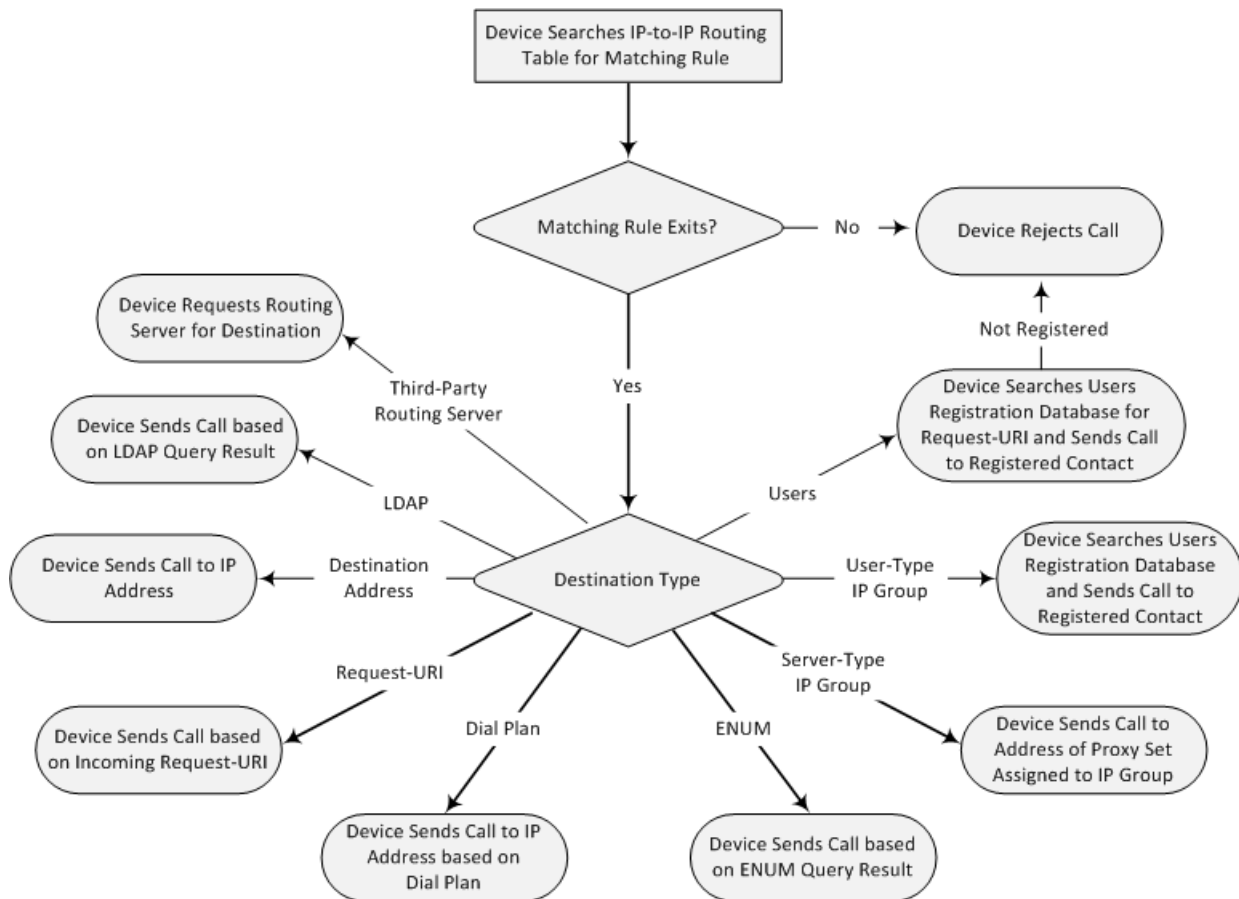 Device Searches IP-to-IP Routing
Table for Matching Rule
Matching Rule Exits?
No
Device Rejects Call
Device Requests Routing
Server for Destination
Not Registered
Third-Party
Routing Server
Yes
Device Searches Users
Registration Database for
Request-URI and Sends Call
to Registered Contact
Device Sends Call based
on LDAP Query Result
LDAP
Users
Device Sends Call to IP
Address
Destination
Address
Destination Type
User-Type
IP Group
Device Searches Users
Registration Database
and Sends Call to
Registered Contact
Request-URI
Server-Type
IP Group
Device Sends Call based
on Incoming Request-URI
Dial Plan
ENUM
Device Sends Call to
Address of Proxy Set
Assigned to IP Group
Device Sends Call to IP
Address based on
Dial Plan
Device Sends Call based
on ENUM Query Result